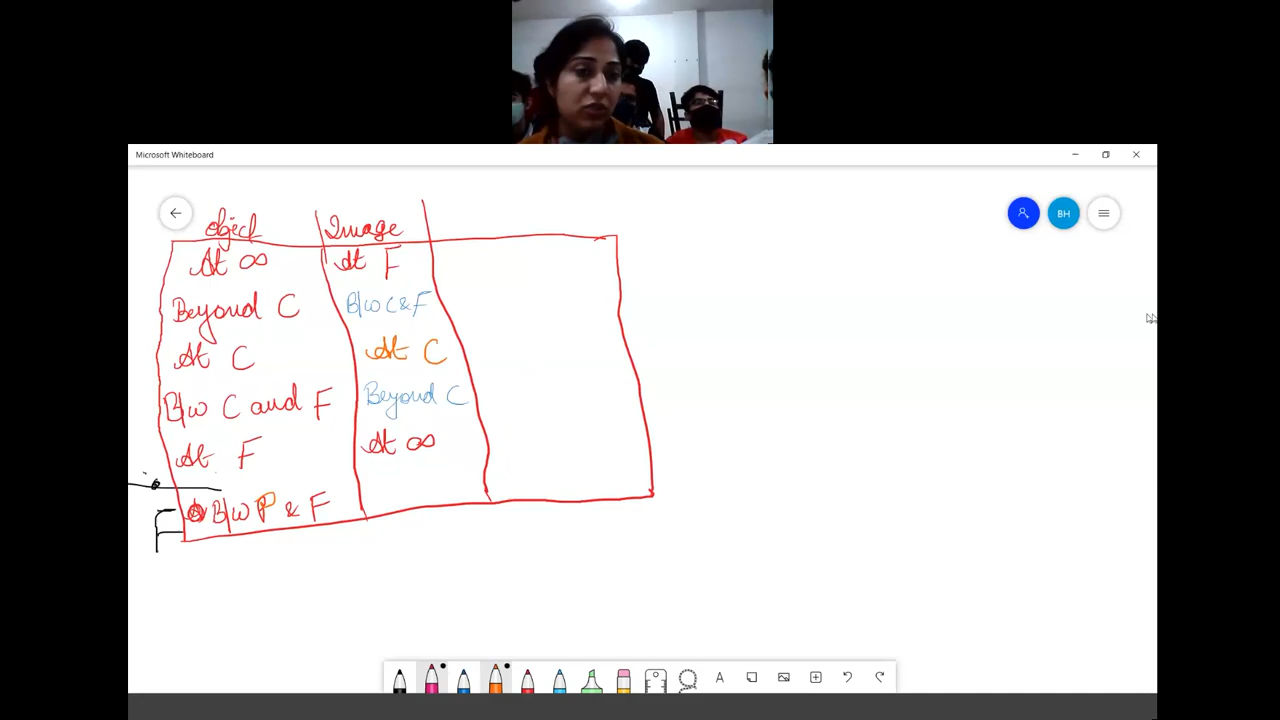 Microsoft Whiteboard
BH
Object Image
At ∞ At F
Beyond C B/w C & F
At C At C
B/w C and F Beyond C
At F At ∞
B/w P & F
F
A